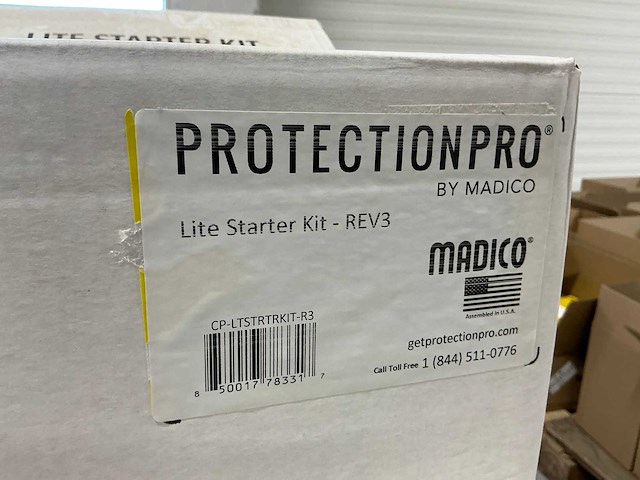 LITE STARTER KIT
PROTECTIONPRO®
BY MADICO
Lite Starter Kit - REV3
MADICO®
Assembled in U.S.A.
CP-LTSTRTRKIT-R3
8 50017 78331 7
getprotectionpro.com
Call Toll Free 1 (844) 511-0776